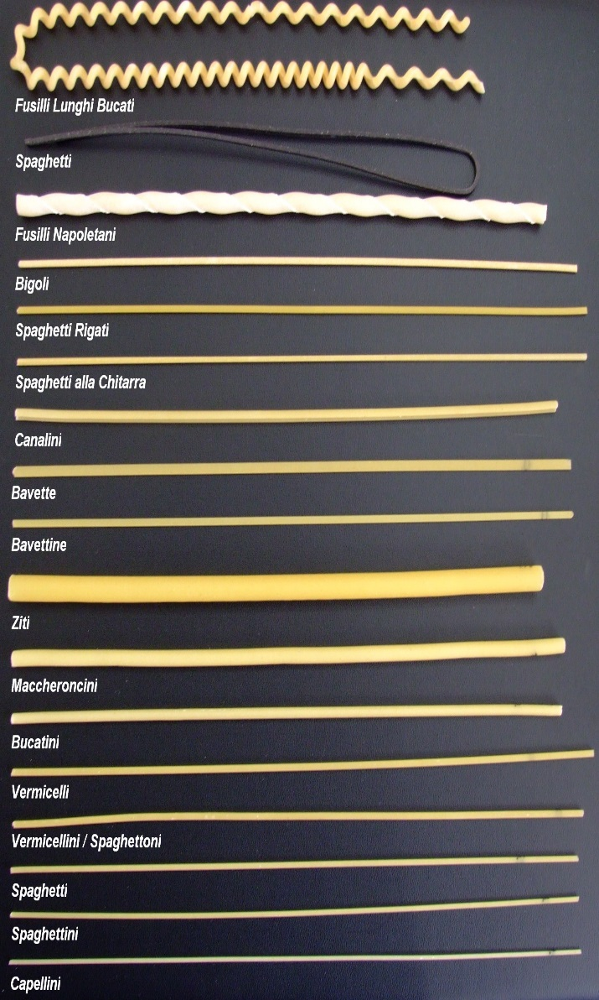 Fusilli Lunghi Bucati
Spaghetti
Fusilli Napoletani
Bigoli
Spaghetti Rigati
Spaghetti alla Chitarra
Canalini
Bavette
Bavettine
Ziti
Maccheroncini
Bucatini
Vermicelli
Vermicellini / Spaghettoni
Spaghetti
Spaghettini
Capellini